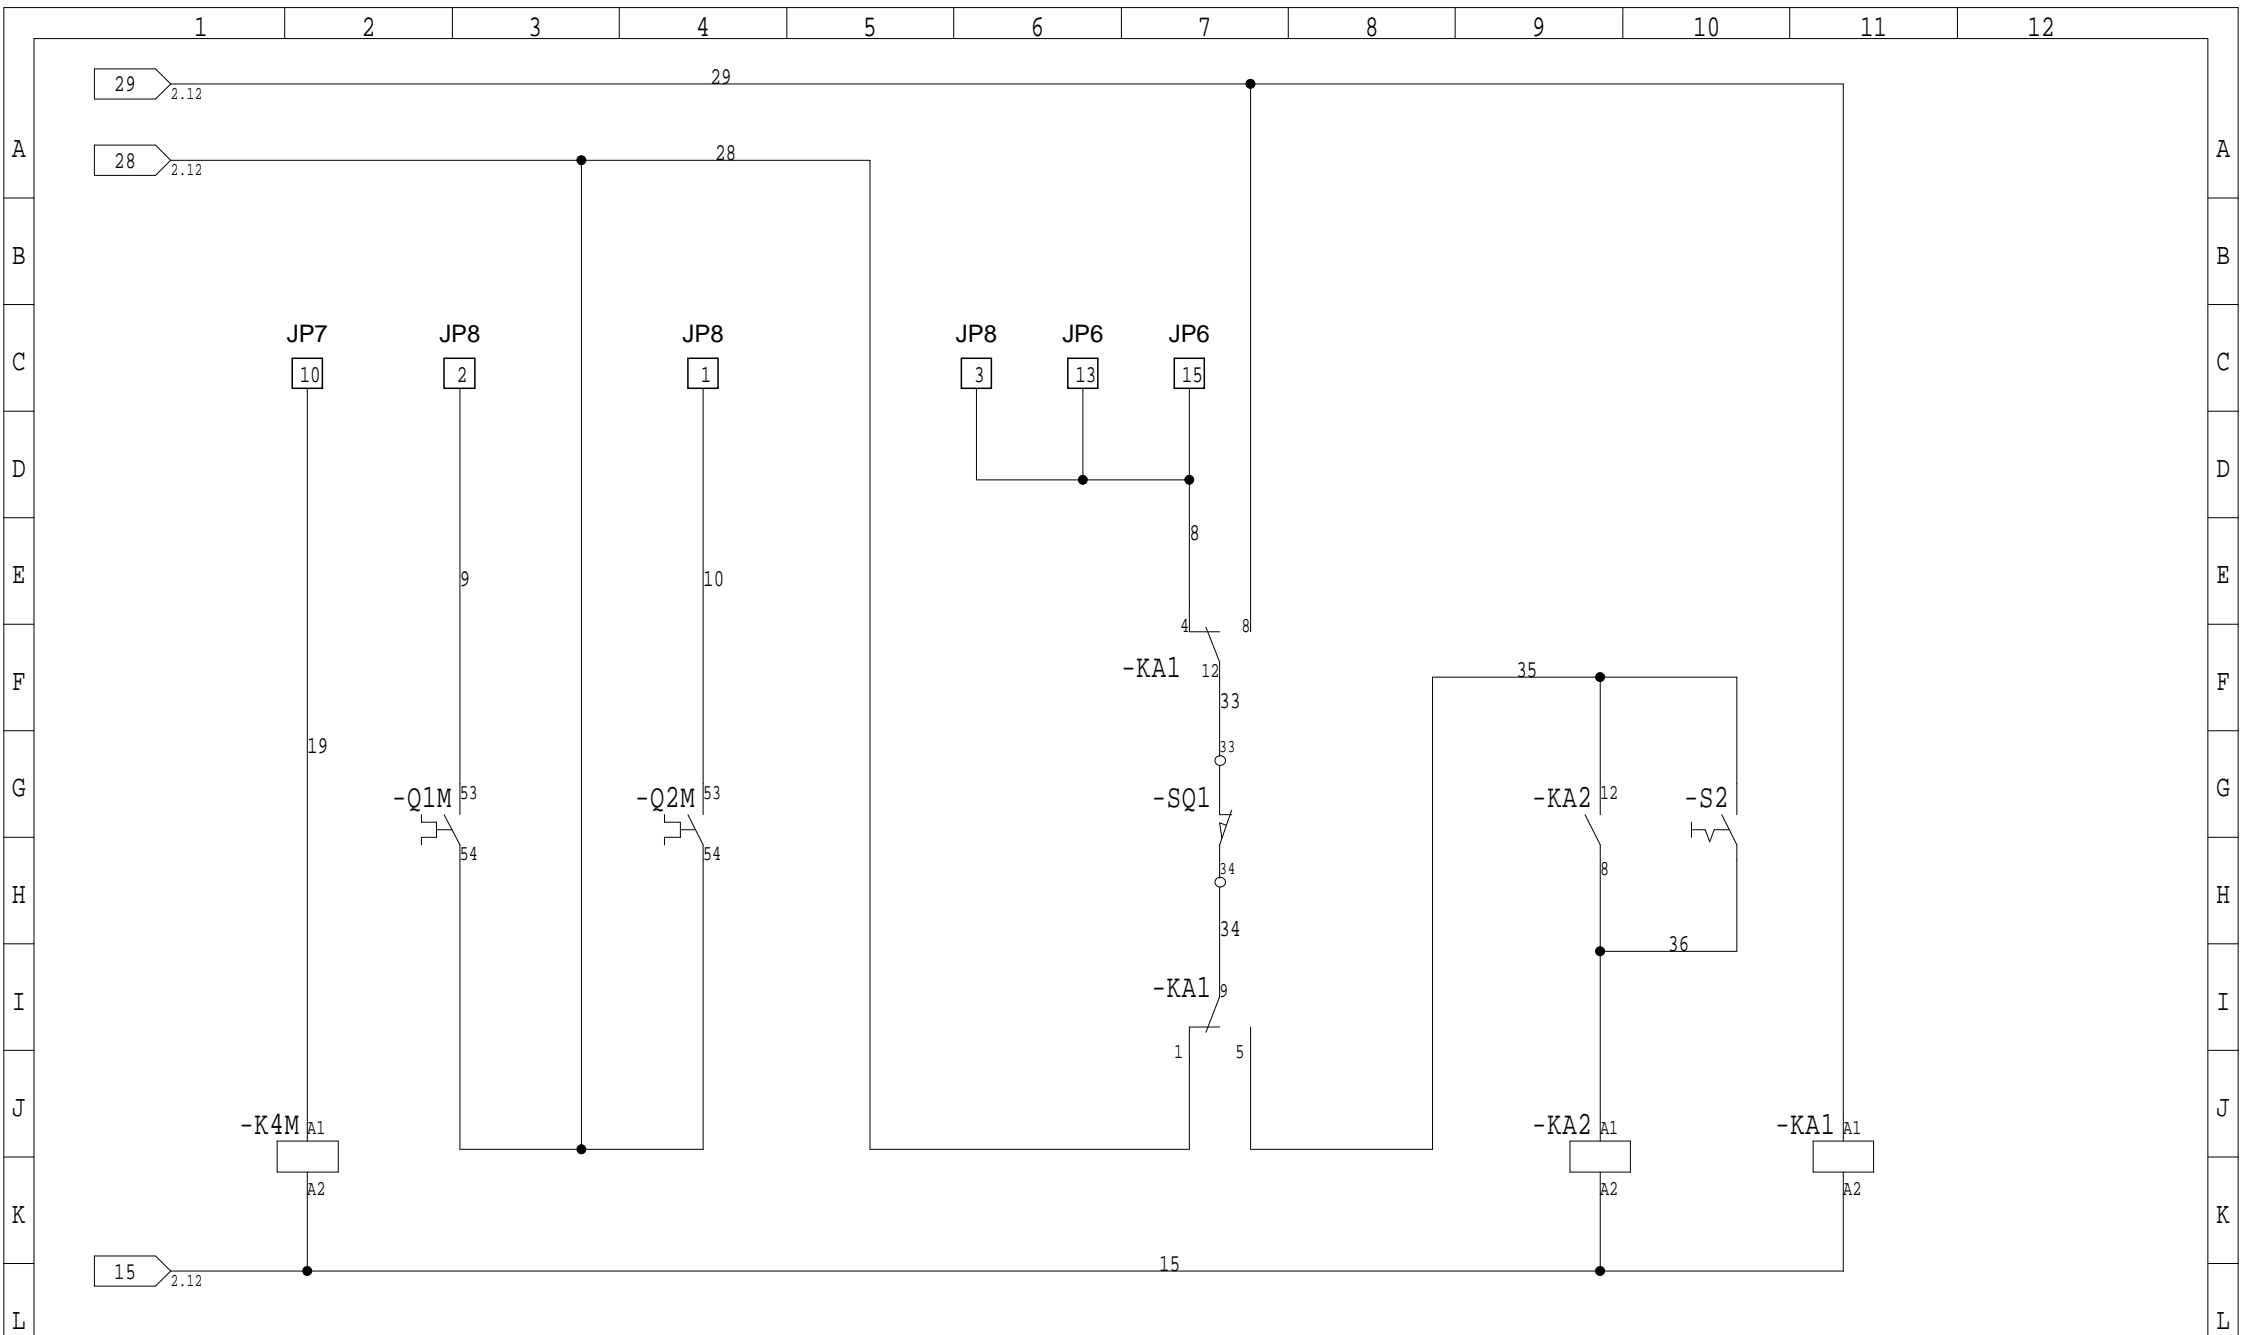 1 2 3 4 5 6 7 8 9 10 11 12
29 2.12 29
A 28 2.12 28 A
B B
JP7 JP8 JP8 JP8 JP6 JP6
C 10 2 1 3 13 15 C
D D
8
E 9 10 E
4 8
-KA1 12 35
F 33 F
19 33
G -Q1M 53 -Q2M 53 -SQ1 -KA2 12 -S2 G
54 54 34 8
H H
34 36
I -KA1 9 I
1 5
J J
-K4M A1 -KA2 A1 -KA1 A1
A2 A2 A2
K K
15 2.12 15
L L